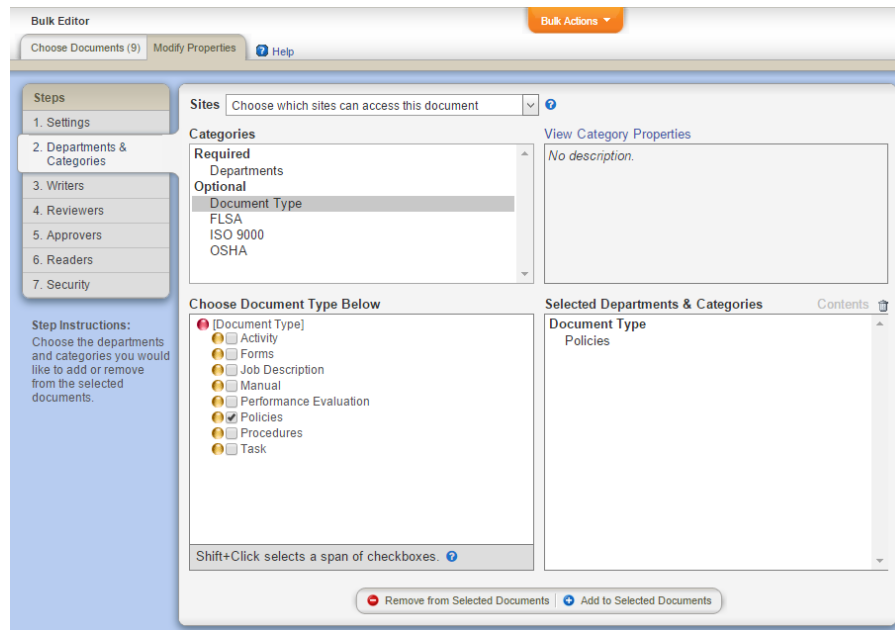 Bulk Editor
Bulk Actions
Choose Documents (9)
Modify Properties
Help
Steps
1. Settings
2. Departments &
Categories
3. Writers
4. Reviewers
5. Approvers
6. Readers
7. Security
Step Instructions:
Choose the departments
and categories you would
like to add or remove
from the selected
documents.
Sites
Choose which sites can access this document
Categories
Required
Departments
Optional
Document Type
FLSA
ISO 9000
OSHA
View Category Properties
No description.
Choose Document Type Below
[Document Type]
Activity
Forms
Job Description
Manual
Performance Evaluation
Policies
Procedures
Task
Shift+Click selects a span of checkboxes.
Selected Departments & Categories
Contents
Document Type
Policies
Remove from Selected Documents
Add to Selected Documents